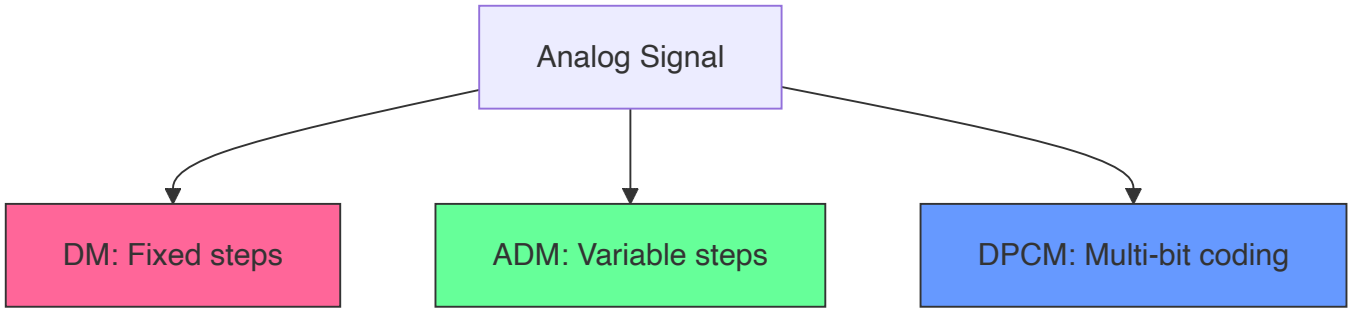 Analog Signal
DM: Fixed steps
ADM: Variable steps
DPCM: Multi-bit coding